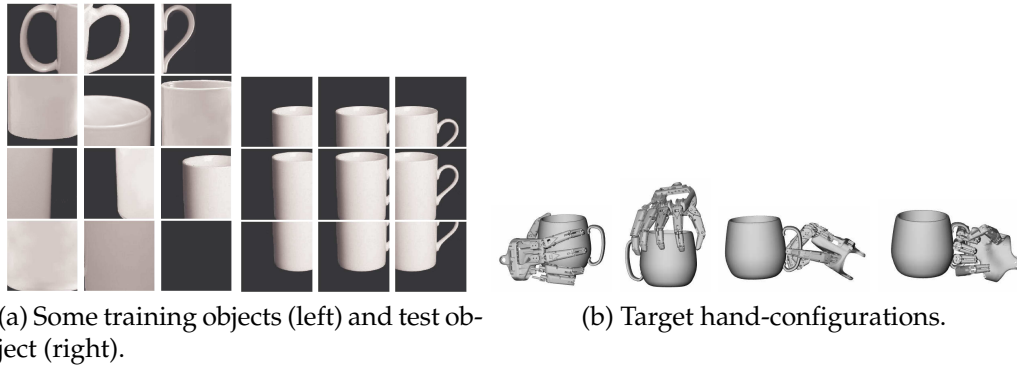 (a) Some training objects (left) and test ob-
ject (right).
(b) Target hand-configurations.